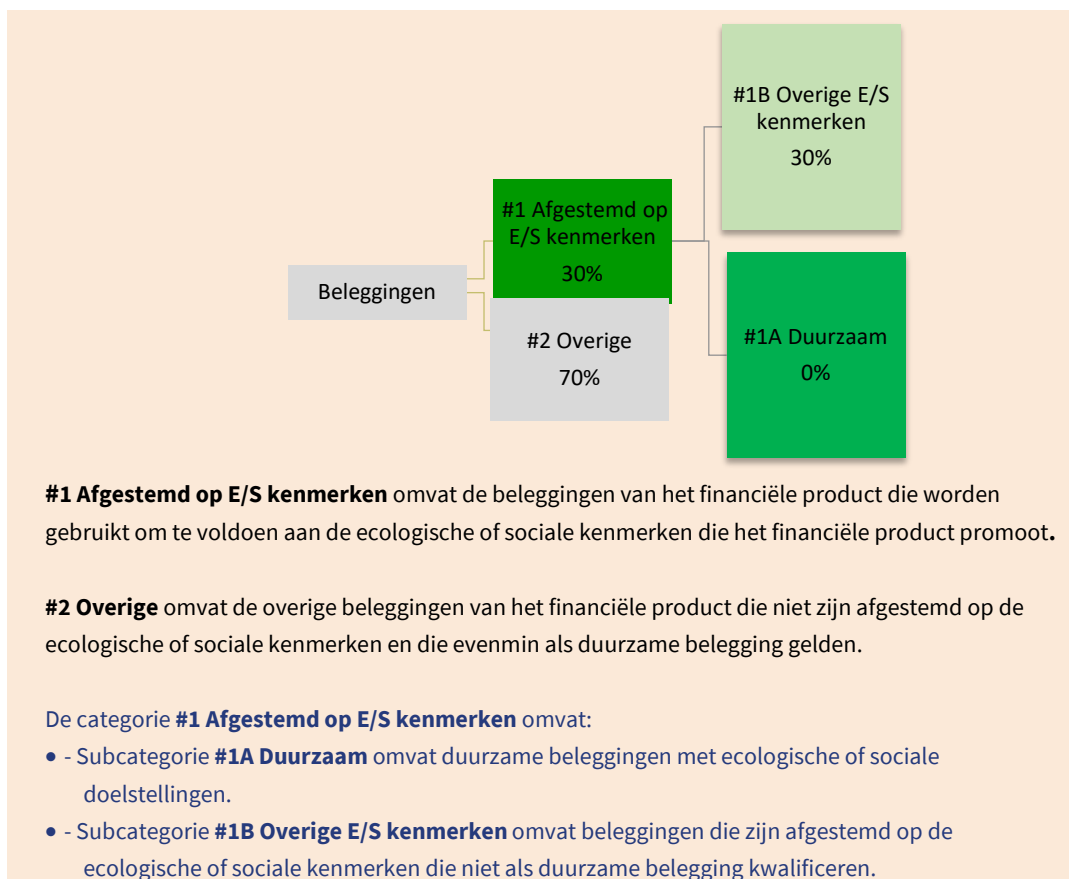 #1B Overige E/S
kenmerken
30%
#1 Afgestemd op
E/S kenmerken
30%
Beleggingen
#2 Overige
70%
#1A Duurzaam
0%
#1 Afgestemd op E/S kenmerken omvat de beleggingen van het financiële product die worden
gebruikt om te voldoen aan de ecologische of sociale kenmerken die het financiële product promoot.
#2 Overige omvat de overige beleggingen van het financiële product die niet zijn afgestemd op de
ecologische of sociale kenmerken en die evenmin als duurzame belegging gelden.
De categorie #1 Afgestemd op E/S kenmerken omvat:
● - Subcategorie #1A Duurzaam omvat duurzame beleggingen met ecologische of sociale
doelstellingen.
● - Subcategorie #1B Overige E/S kenmerken omvat beleggingen die zijn afgestemd op de
ecologische of sociale kenmerken die niet als duurzame belegging kwalificeren.